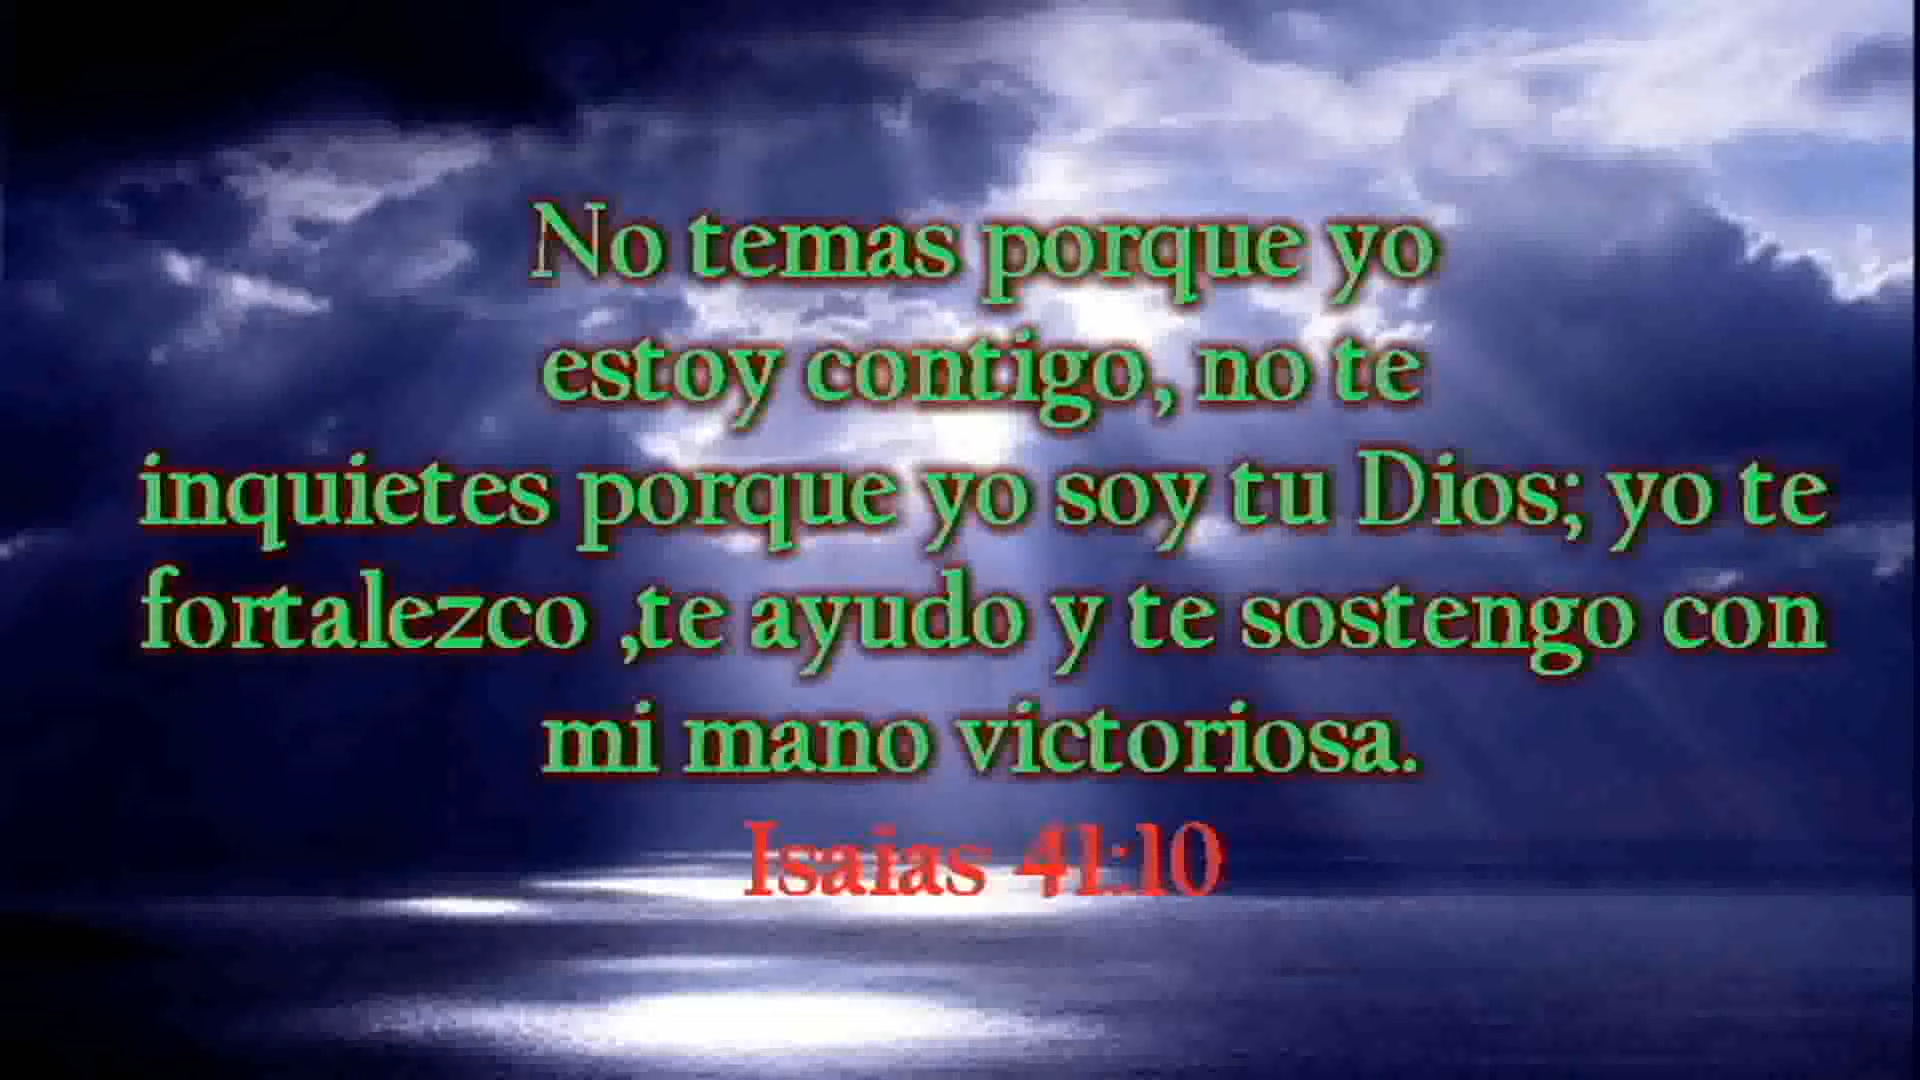 No temas porque yo
estoy contigo, no te
inquietes porque yo soy tu Dios; yo te
fortalezco ,te ayudo y te sostengo con
mi mano victoriosa.
Isaias 41:10